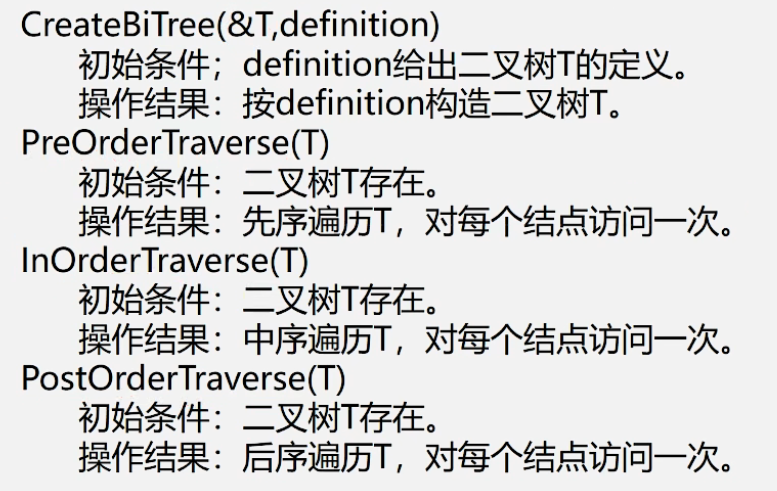 CreateBiTree(&T,definition)
初始条件；definition给出二叉树T的定义。
操作结果：按definition构造二叉树T。
PreOrderTraverse(T)
初始条件：二叉树T存在。
操作结果：先序遍历T，对每个结点访问一次。
InOrderTraverse(T)
初始条件：二叉树T存在。
操作结果：中序遍历T，对每个结点访问一次。
PostOrderTraverse(T)
初始条件：二叉树T存在。
操作结果：后序遍历T，对每个结点访问一次。